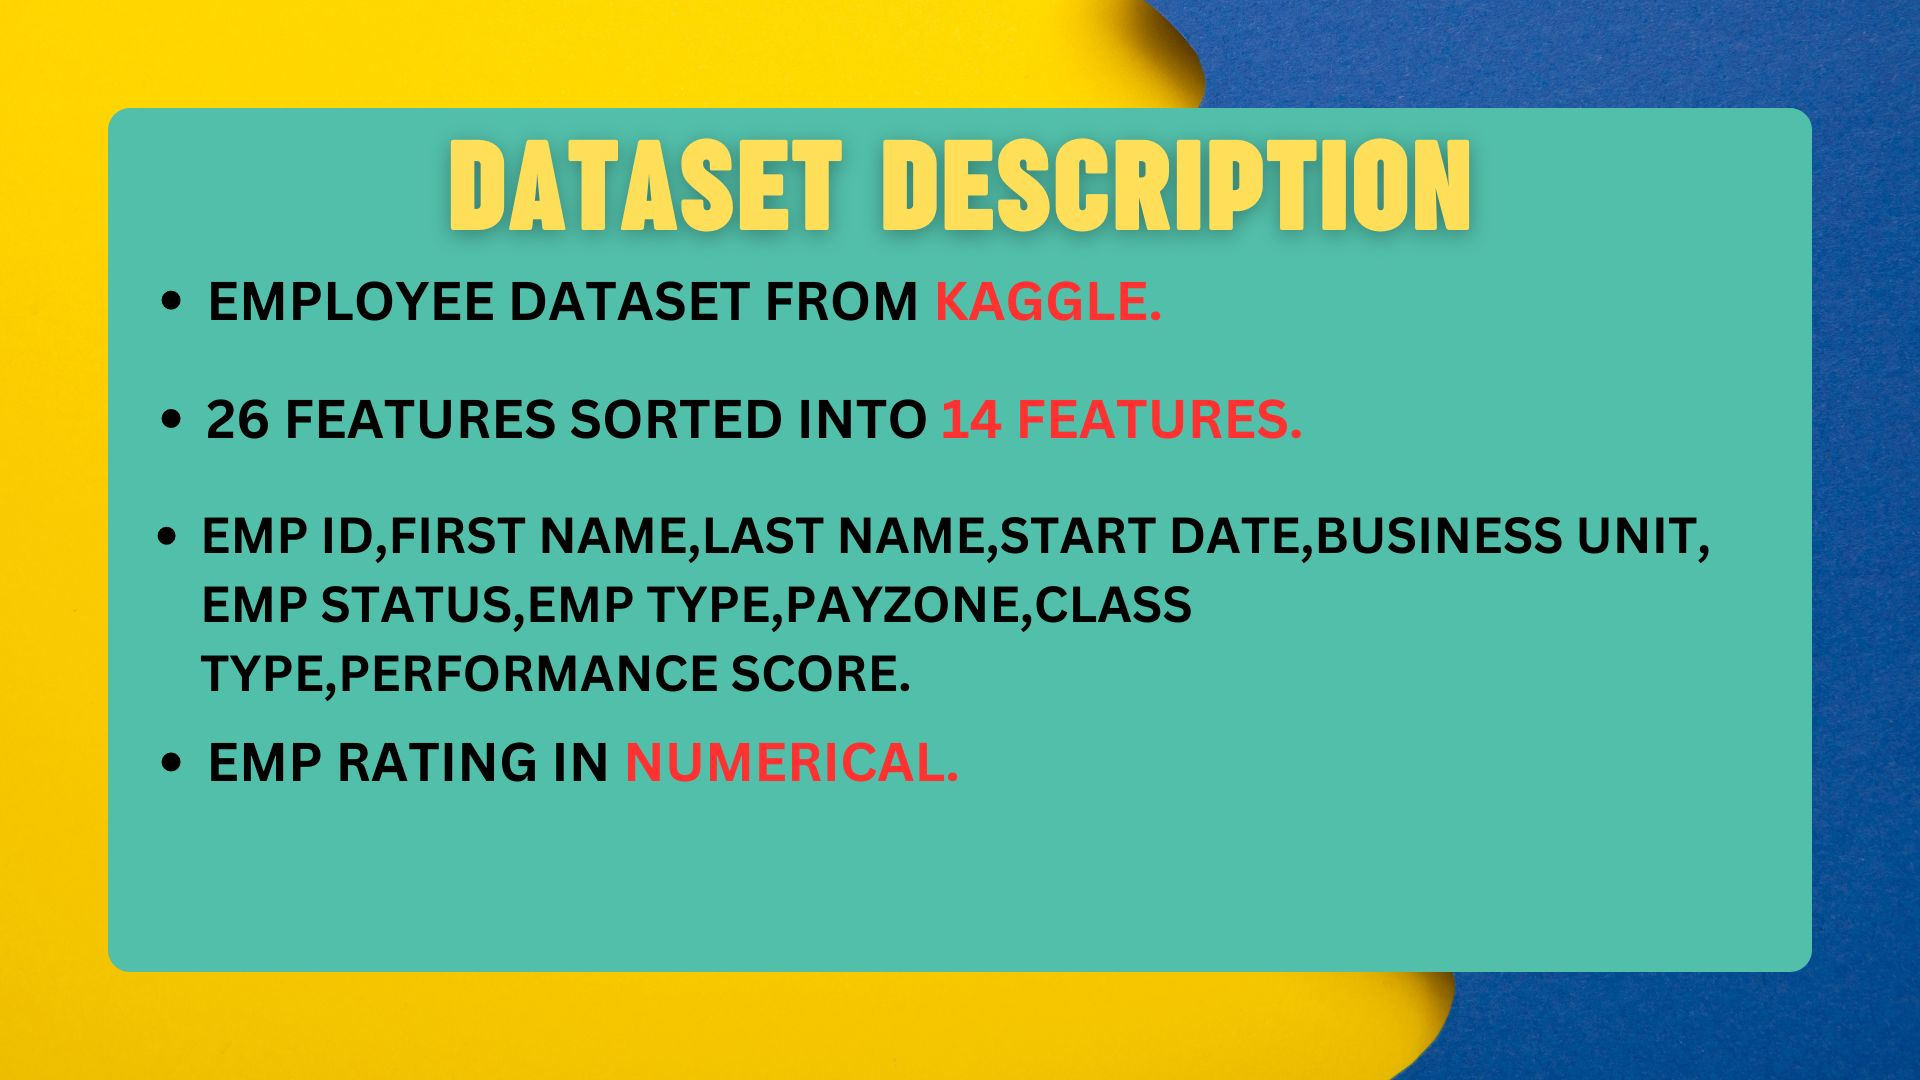 DATASET DESCRIPTION
• EMPLOYEE DATASET FROM KAGGLE.
• 26 FEATURES SORTED INTO 14 FEATURES.
• EMP ID,FIRST NAME,LAST NAME,START DATE,BUSINESS UNIT,
EMP STATUS,EMP TYPE,PAYZONE,CLASS
TYPE,PERFORMANCE SCORE.
• EMP RATING IN NUMERICAL.